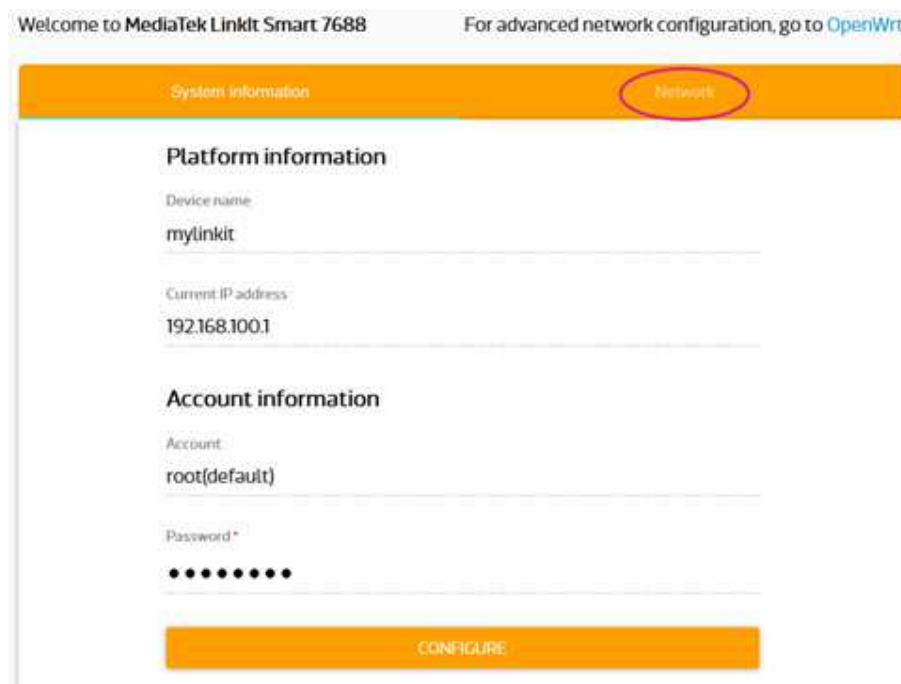 Welcome to MediaTek LinkIt Smart 7688 For advanced network configuration, go to OpenWrt
System information Network
Platform information
Device name
mylinkit
Current IP address
192.168.100.1
Account information
Account
root(default)
Password *
CONFIGURE